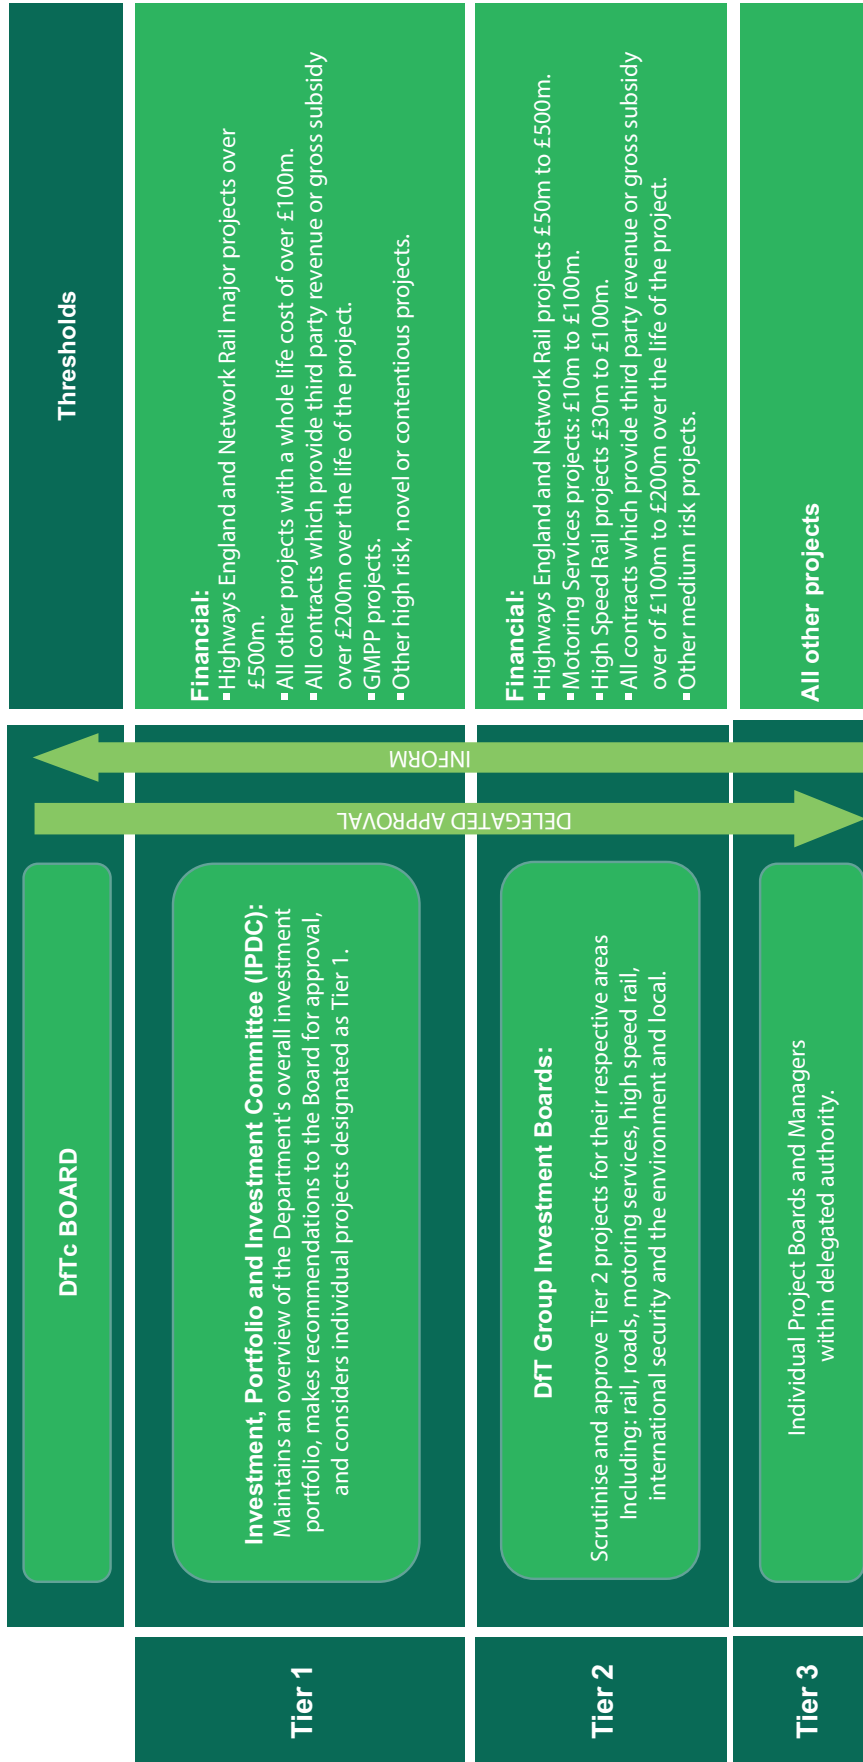 DfTc BOARD
Thresholds
Tier 1
Investment, Portfolio and Investment Committee (IPDC):
Maintains an overview of the Department's overall investment
portfolio, makes recommendations to the Board for approval,
and considers individual projects designated as Tier 1.
Financial:
▪Highways England and Network Rail major projects over
£500m.
▪All other projects with a whole life cost of over £100m.
▪All contracts which provide third party revenue or gross subsidy
over £200m over the life of the project.
▪GMPP projects.
▪Other high risk, novel or contentious projects.
Tier 2
DfT Group Investment Boards:
Scrutinise and approve Tier 2 projects for their respective areas
Including: rail, roads, motoring services, high speed rail,
international security and the environment and local.
Financial:
▪Highways England and Network Rail projects £50m to £500m.
▪Motoring Services projects: £10m to £100m.
▪High Speed Rail projects £30m to £100m.
▪All contracts which provide third party revenue or gross subsidy
over of £100m to £200m over the life of the project.
▪Other medium risk projects.
Tier 3
Individual Project Boards and Managers
within delegated authority.
All other projects
DELEGATED APPROVAL
INFORM